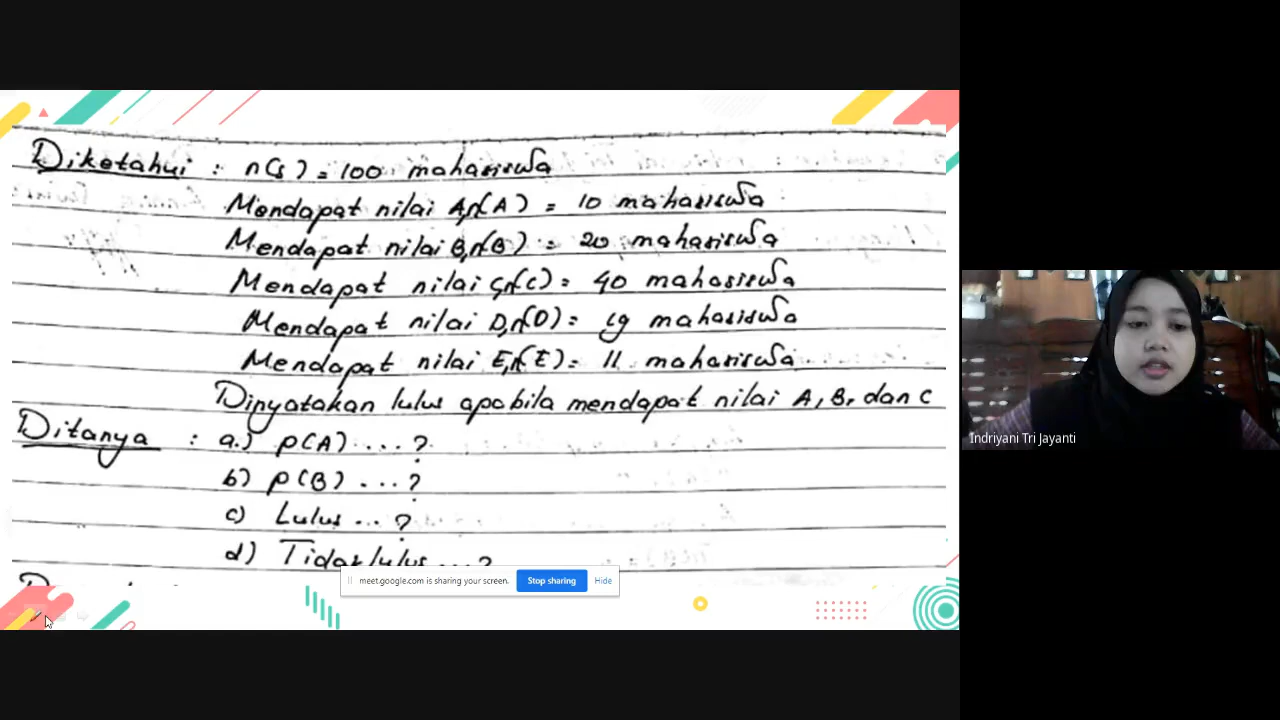 Diketahui : n(s) = 100 mahasiswa
Mendapat nilai A, n(A) = 10 mahasiswa
Mendapat nilai B, n(B) = 20 mahasiswa
Mendapat nilai C, n(C) = 40 mahasiswa
Mendapat nilai D, n(D) = 19 mahasiswa
Mendapat nilai E, n(E) = 11 mahasiswa
Dinyatakan lulus apabila mendapat nilai A, B, dan C
Ditanya : a.) P(A) ... ?
b) P(B) ... ?
c) Lulus ... ?
d) Tidak lulus ... ?
meet.google.com is sharing your screen. Stop sharing Hide
Indriyani Tri Jayanti